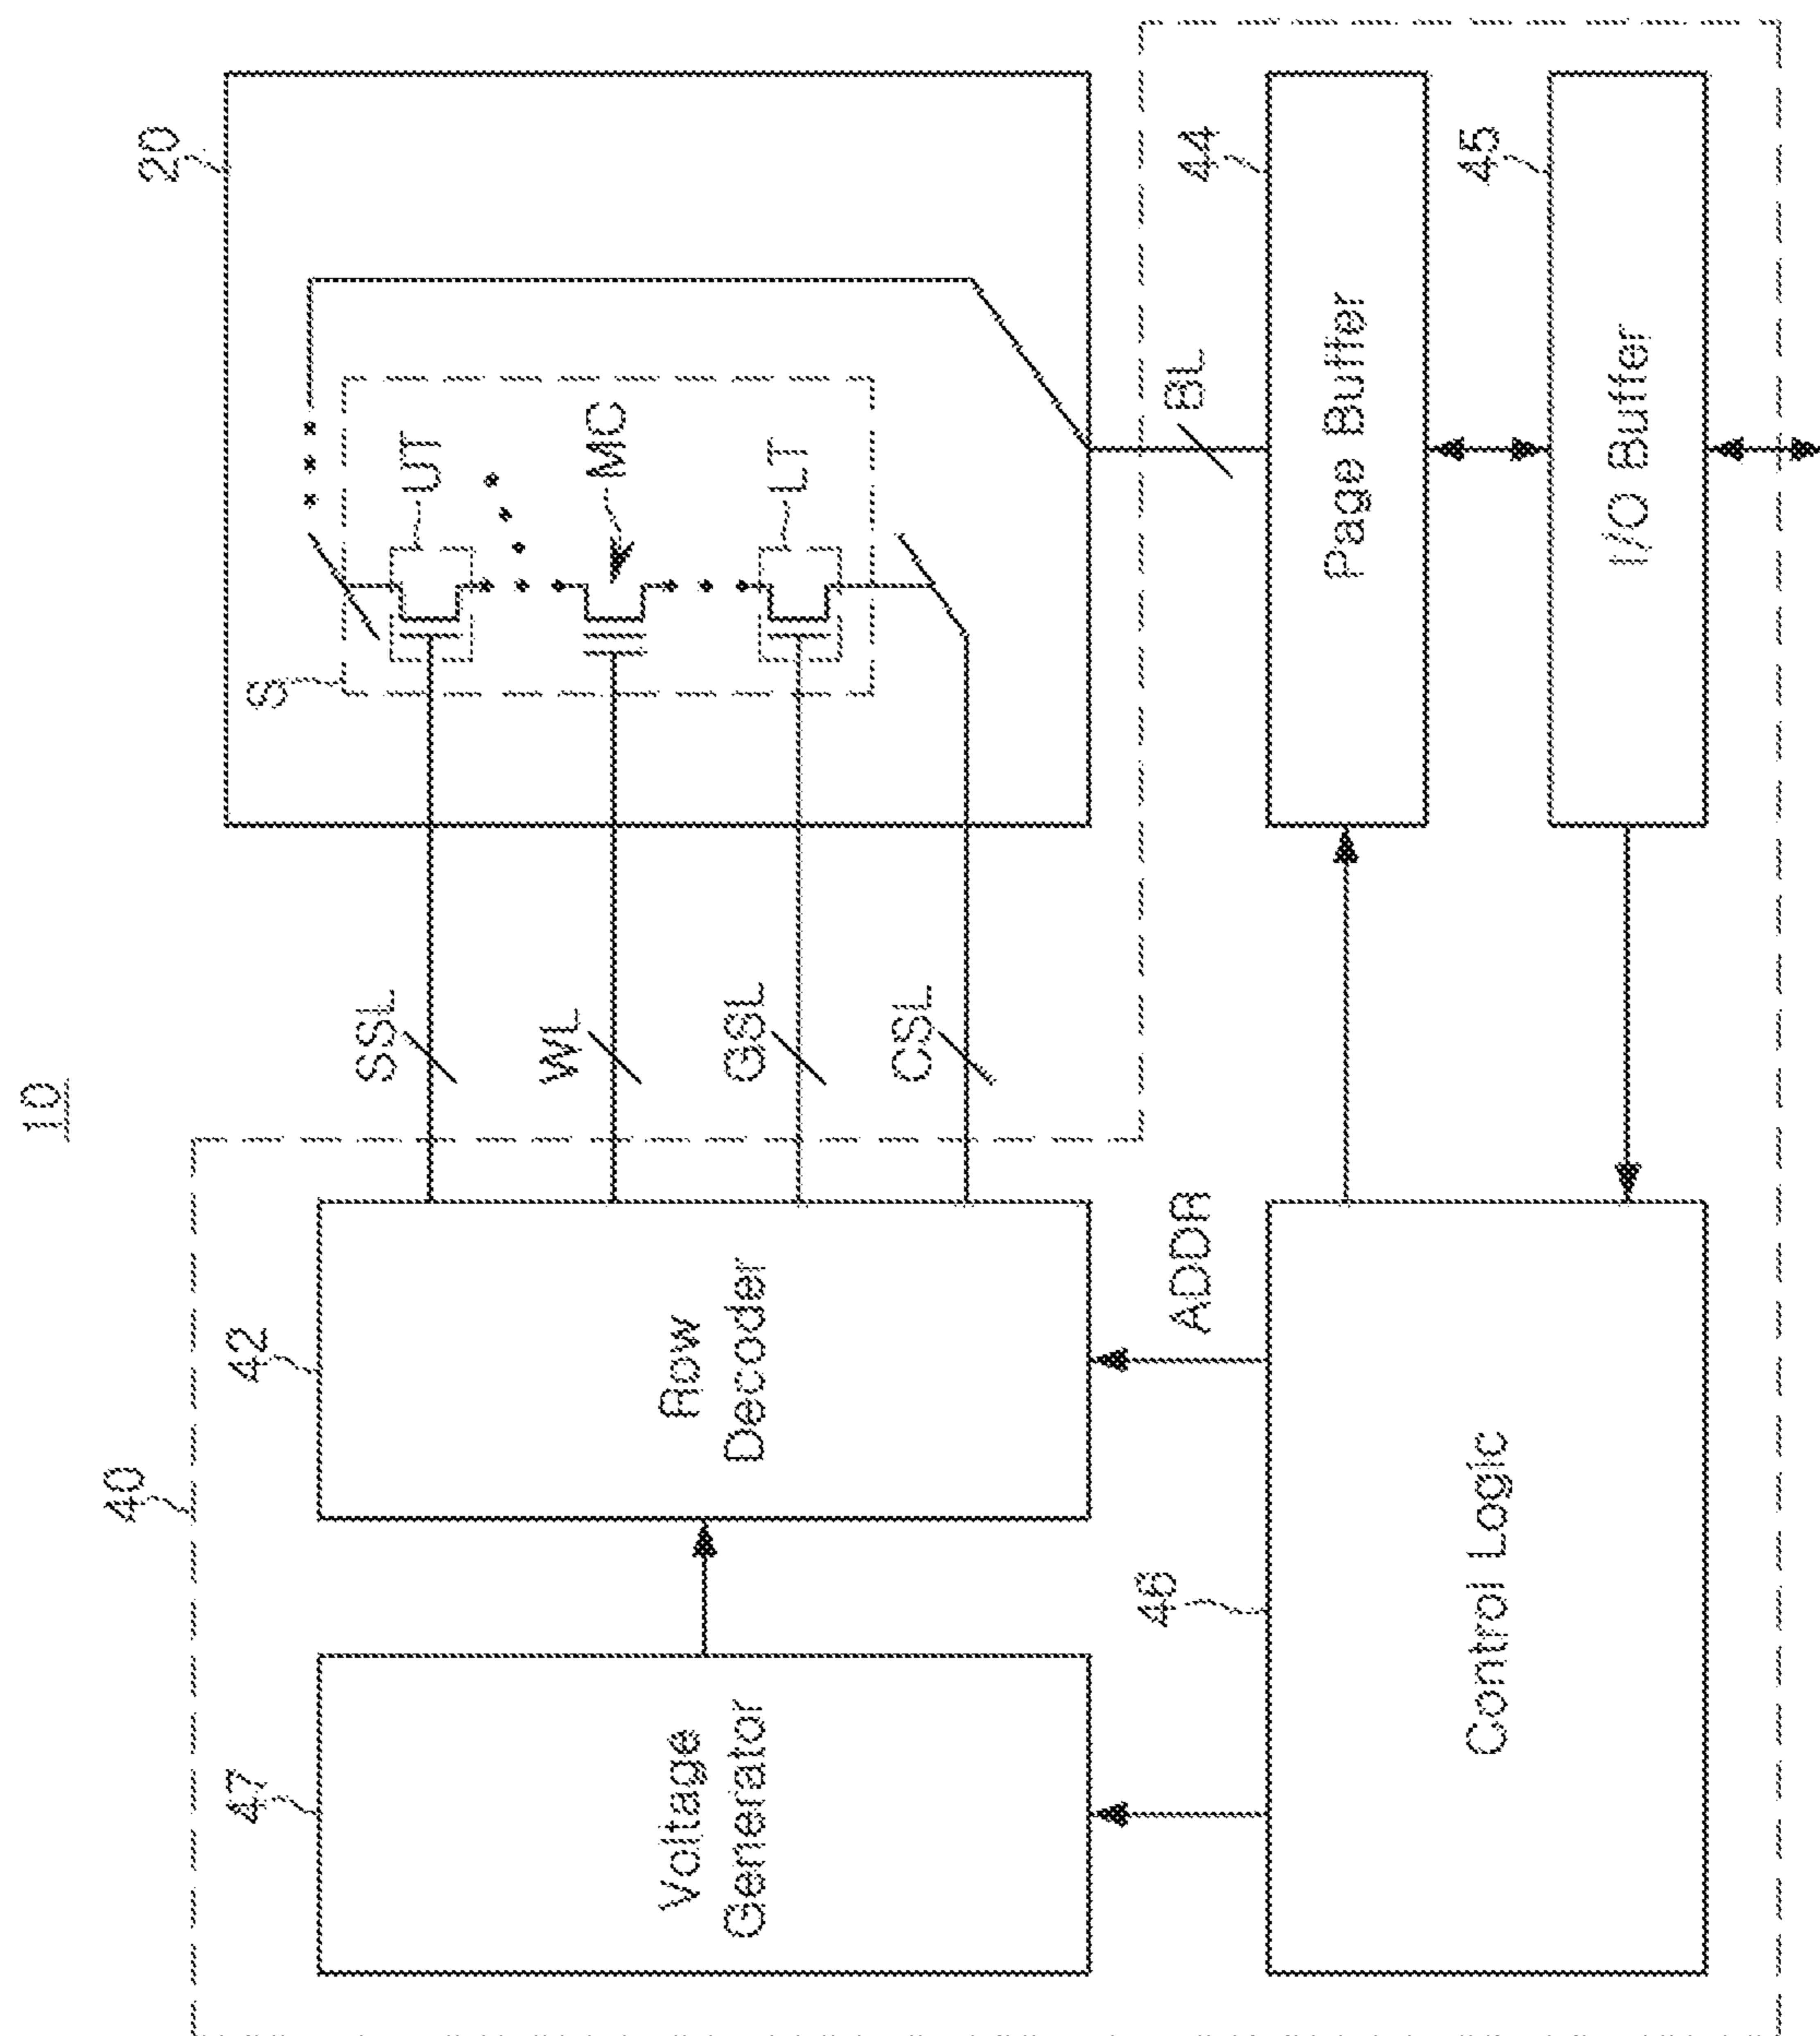 10
40
47
Voltage
Generator
42
Row
Decoder
SSL
WL
GSL
CSL
20
S
UT
MC
LT
46
Control Logic
ADDR
BL
44
Page Buffer
45
I/O Buffer